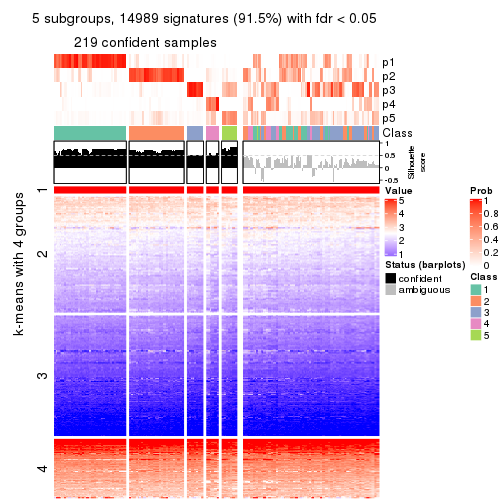 5 subgroups, 14989 signatures (91.5%) with fdr < 0.05
219 confident samples
p1
p2
p3
p4
p5
Class
1
0.5
0
-0.5
Silhouette
score
k-means with 4 groups
1
2
3
4
Value
5
4
3
2
1
Status (barplots)
confident
ambiguous
Prob
1
0.8
0.6
0.4
0.2
0
Class
1
2
3
4
5